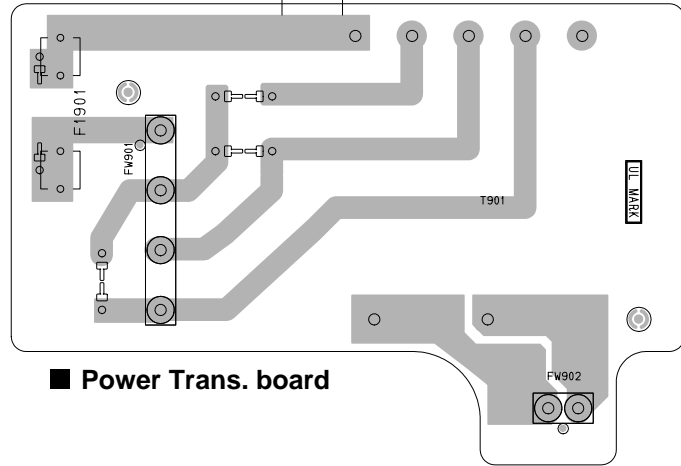 F1901
FW901
T901
UL MARK
FW902
■ Power Trans. board